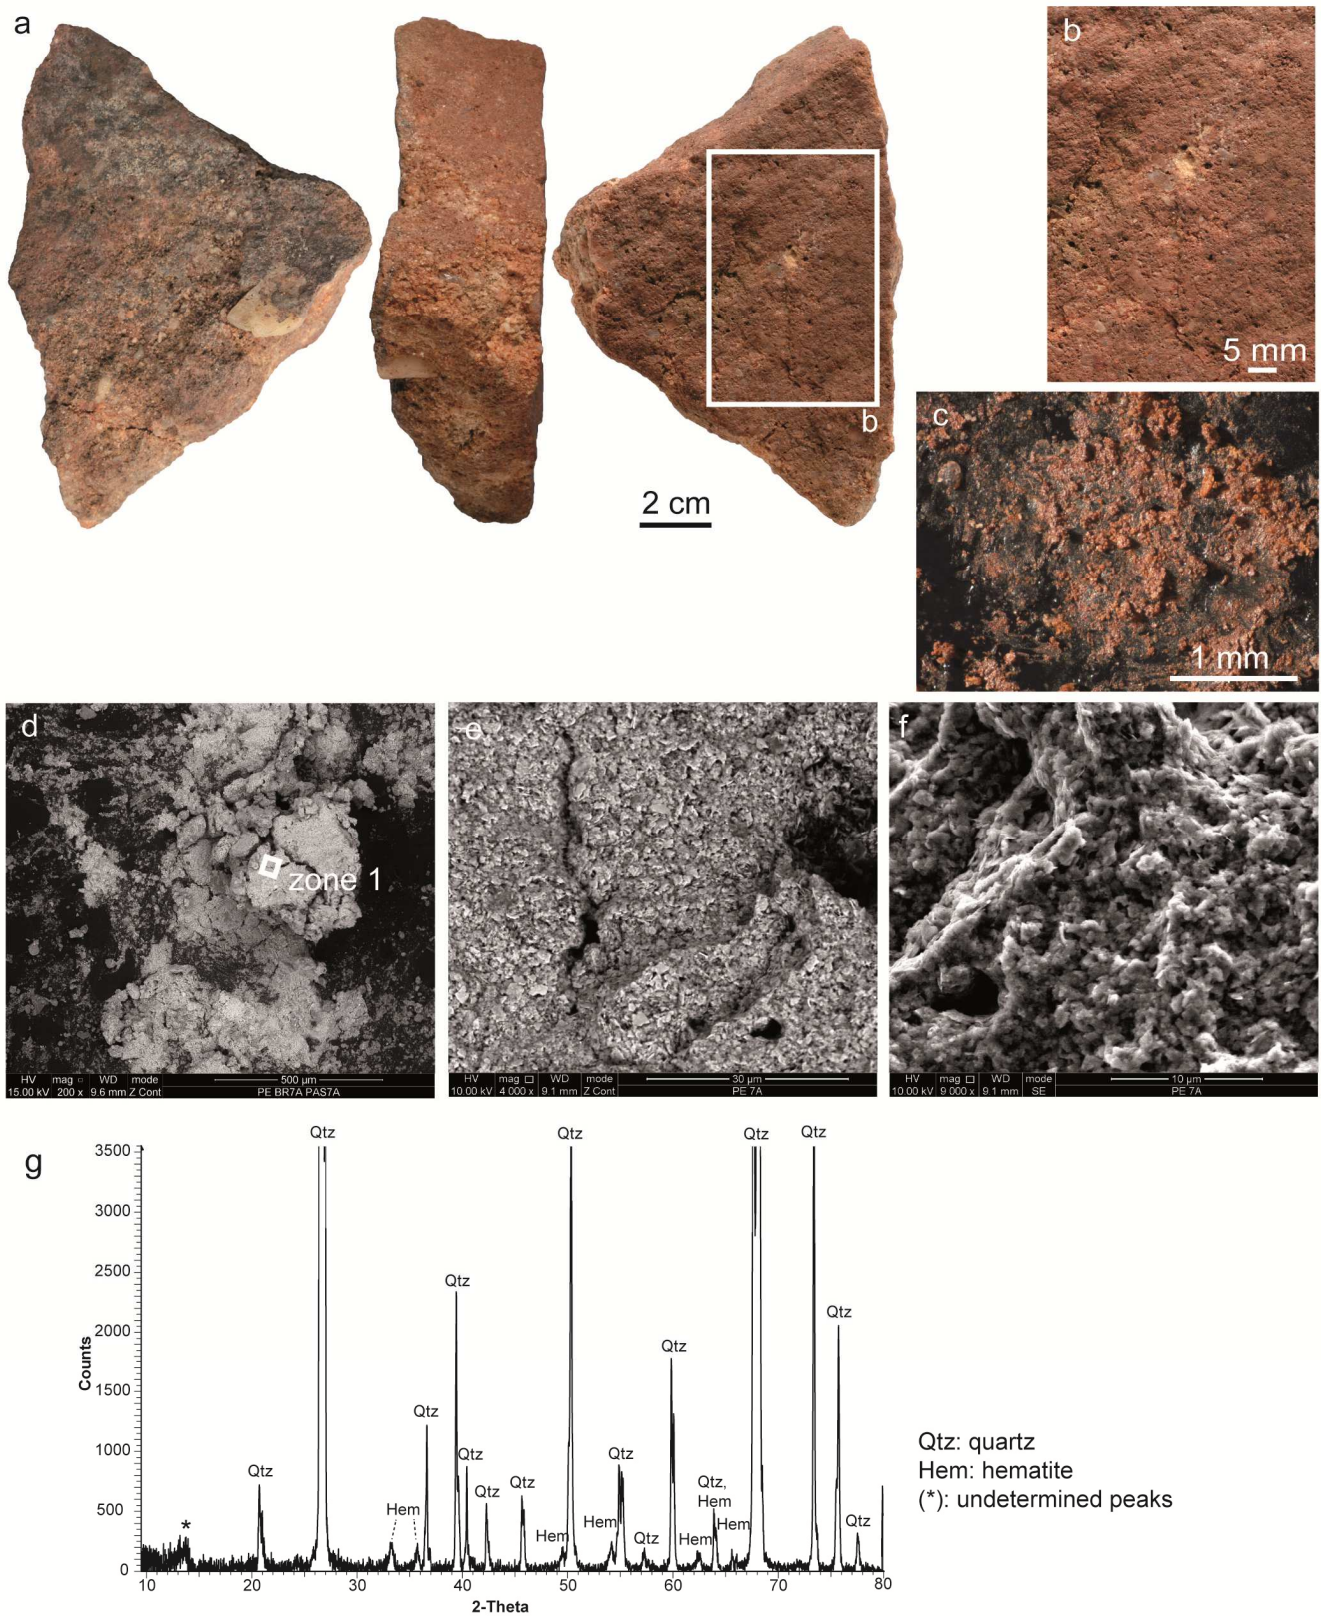 a
b
b
5 mm
2 cm
c
1 mm
d
zone 1
HV mag □ WD mode 500 µm
15.00 kV 200 x 9.6 mm Z Cont PE BR7A PAS7A
e
HV mag □ WD mode 30 µm
10.00 kV 4 000 x 9.1 mm Z Cont PE 7A
f
HV mag □ WD mode 10 µm
10.00 kV 9 000 x 9.1 mm SE PE 7A
g
Qtz
Qtz
Qtz
Qtz
3500
3000
2500
2000
1500
1000
500
0
Counts
Qtz
Qtz
Qtz
Qtz
Qtz
Qtz
Qtz
Qtz
Qtz
Qtz,
Hem
Hem
*
Hem
Hem
Hem
Hem
Qtz
10 20 30 40 50 60 70 80
2-Theta
Qtz: quartz
Hem: hematite
(*): undetermined peaks